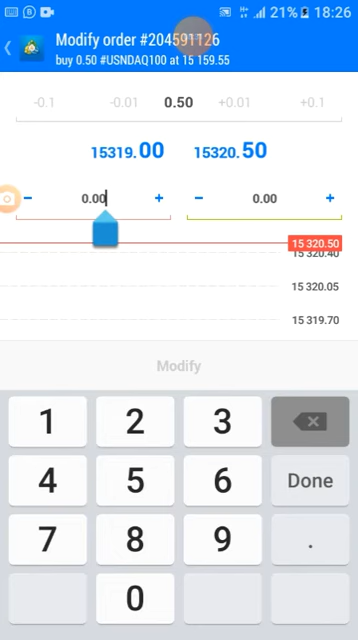 21% 18:26
Modify order #204591126
buy 0.50 #USNDAQ100 at 15 159.55
-0.1 -0.01 0.50 +0.01 +0.1
15319.00 15320.50
− 0.00 + − 0.00 +
15 320.50
15 320.40
15 320.05
15 319.70
Modify
1 2 3
4 5 6 Done
7 8 9 .
0